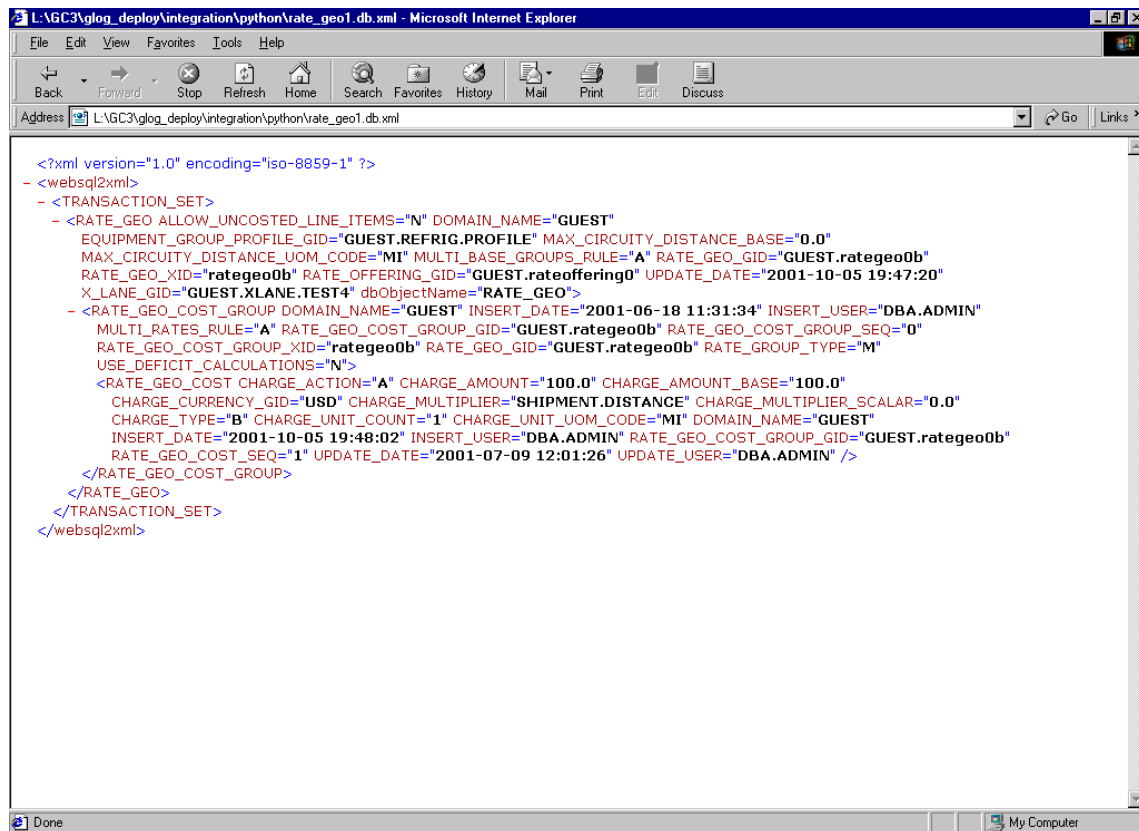 L:\GC3\glog_deploy\integration\python\rate_geo1.db.xml - Microsoft Internet Explorer
File Edit View Favorites Tools Help
Back Forward Stop Refresh Home Search Favorites History Mail Print Edit Discuss
Address L:\GC3\glog_deploy\integration\python\rate_geo1.db.xml Go Links
<?xml version="1.0" encoding="iso-8859-1" ?>
- <websql2xml>
- <TRANSACTION_SET>
- <RATE_GEO ALLOW_UNCOSTED_LINE_ITEMS="N" DOMAIN_NAME="GUEST"
EQUIPMENT_GROUP_PROFILE_GID="GUEST.REFRIG.PROFILE" MAX_CIRCUITY_DISTANCE_BASE="0.0"
MAX_CIRCUITY_DISTANCE_UOM_CODE="MI" MULTI_BASE_GROUPS_RULE="A" RATE_GEO_GID="GUEST.rategeo0b"
RATE_GEO_XID="rategeo0b" RATE_OFFERING_GID="GUEST.rateoffering0" UPDATE_DATE="2001-10-05 19:47:20"
X_LANE_GID="GUEST.XLANE.TEST4" dbObjectName="RATE_GEO">
- <RATE_GEO_COST_GROUP DOMAIN_NAME="GUEST" INSERT_DATE="2001-06-18 11:31:34" INSERT_USER="DBA.ADMIN"
MULTI_RATES_RULE="A" RATE_GEO_COST_GROUP_GID="GUEST.rategeo0b" RATE_GEO_COST_GROUP_SEQ="0"
RATE_GEO_COST_GROUP_XID="rategeo0b" RATE_GEO_GID="GUEST.rategeo0b" RATE_GROUP_TYPE="M"
USE_DEFICIT_CALCULATIONS="N">
<RATE_GEO_COST CHARGE_ACTION="A" CHARGE_AMOUNT="100.0" CHARGE_AMOUNT_BASE="100.0"
CHARGE_CURRENCY_GID="USD" CHARGE_MULTIPLIER="SHIPMENT.DISTANCE" CHARGE_MULTIPLIER_SCALAR="0.0"
CHARGE_TYPE="B" CHARGE_UNIT_COUNT="1" CHARGE_UNIT_UOM_CODE="MI" DOMAIN_NAME="GUEST"
INSERT_DATE="2001-10-05 19:48:02" INSERT_USER="DBA.ADMIN" RATE_GEO_COST_GROUP_GID="GUEST.rategeo0b"
RATE_GEO_COST_SEQ="1" UPDATE_DATE="2001-07-09 12:01:26" UPDATE_USER="DBA.ADMIN" />
</RATE_GEO_COST_GROUP>
</RATE_GEO>
</TRANSACTION_SET>
</websql2xml>
Done My Computer